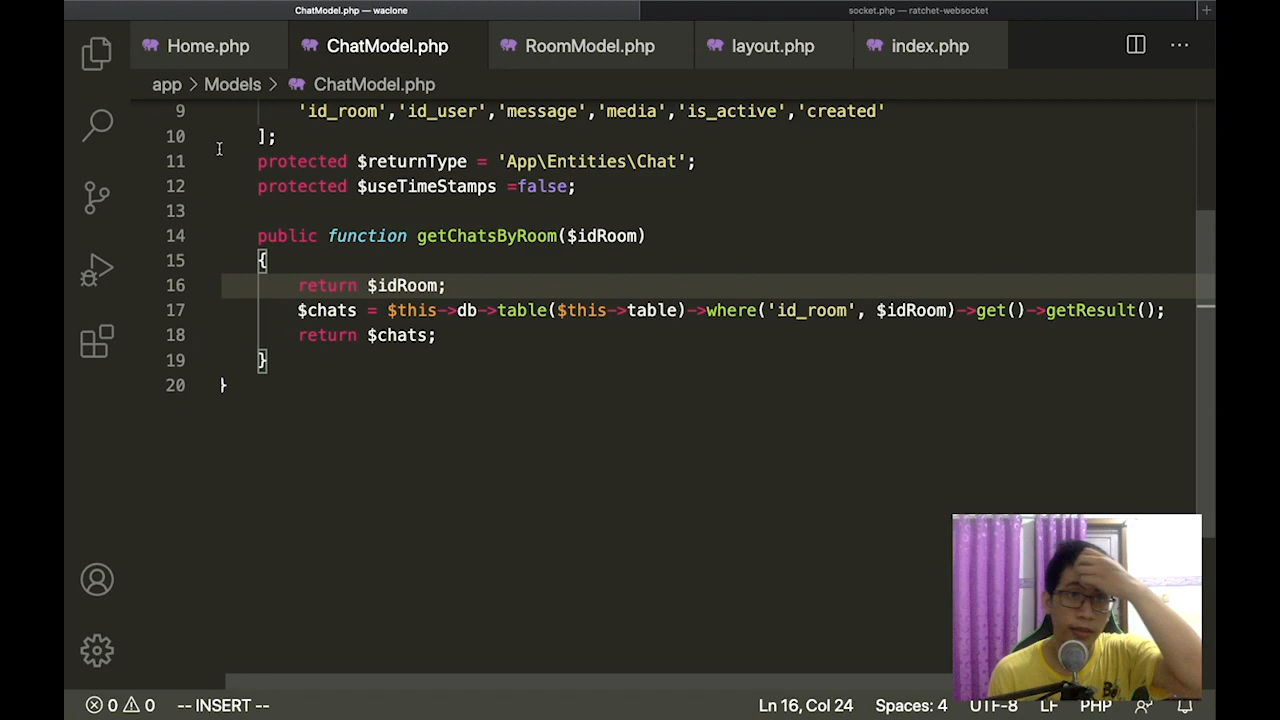 ChatModel.php — waclone
socket.php — ratchet-websocket
Home.php
ChatModel.php
RoomModel.php
layout.php
index.php
app > Models > ChatModel.php
9 'id_room','id_user','message','media','is_active','created'
10 ];
11 protected $returnType = 'App\Entities\Chat';
12 protected $useTimeStamps =false;
13
14 public function getChatsByRoom($idRoom)
15 {
16 return $idRoom;
17 $chats = $this->db->table($this->table)->where('id_room', $idRoom)->get()->getResult();
18 return $chats;
19 }
20 }
0 0 -- INSERT -- Ln 16, Col 24 Spaces: 4 UTF-8 LF PHP